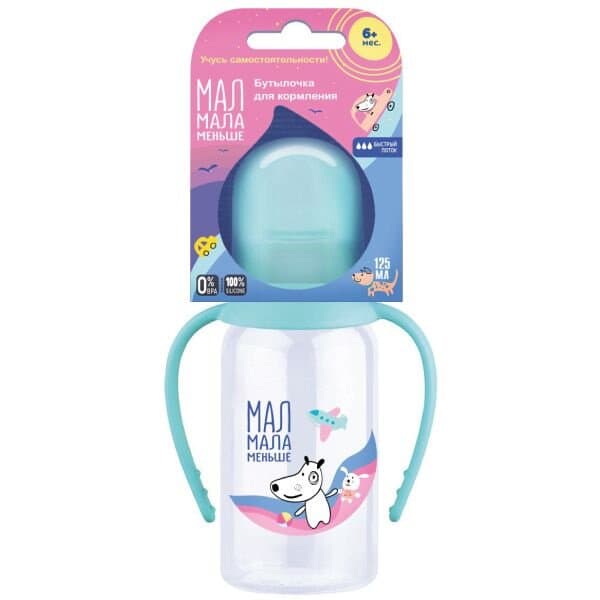 6+
мес.
Учусь самостоятельности!
Бутылочка
для кормления
МАЛ
МАЛА
МЕНЬШЕ
БЫСТРЫЙ
ПОТОК
0%
BPA
100%
SILICONE
125
МЛ
МАЛ
МАЛА
МЕНЬШЕ